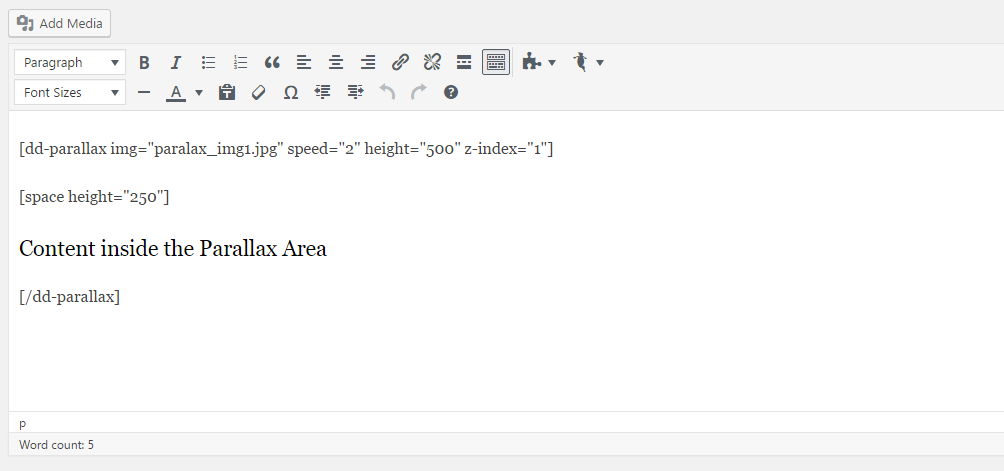 Add Media
Paragraph
Font Sizes
[dd-parallax img="paralax_img1.jpg" speed="2" height="500" z-index="1"]
[space height="250"]
Content inside the Parallax Area
[/dd-parallax]
p
Word count: 5